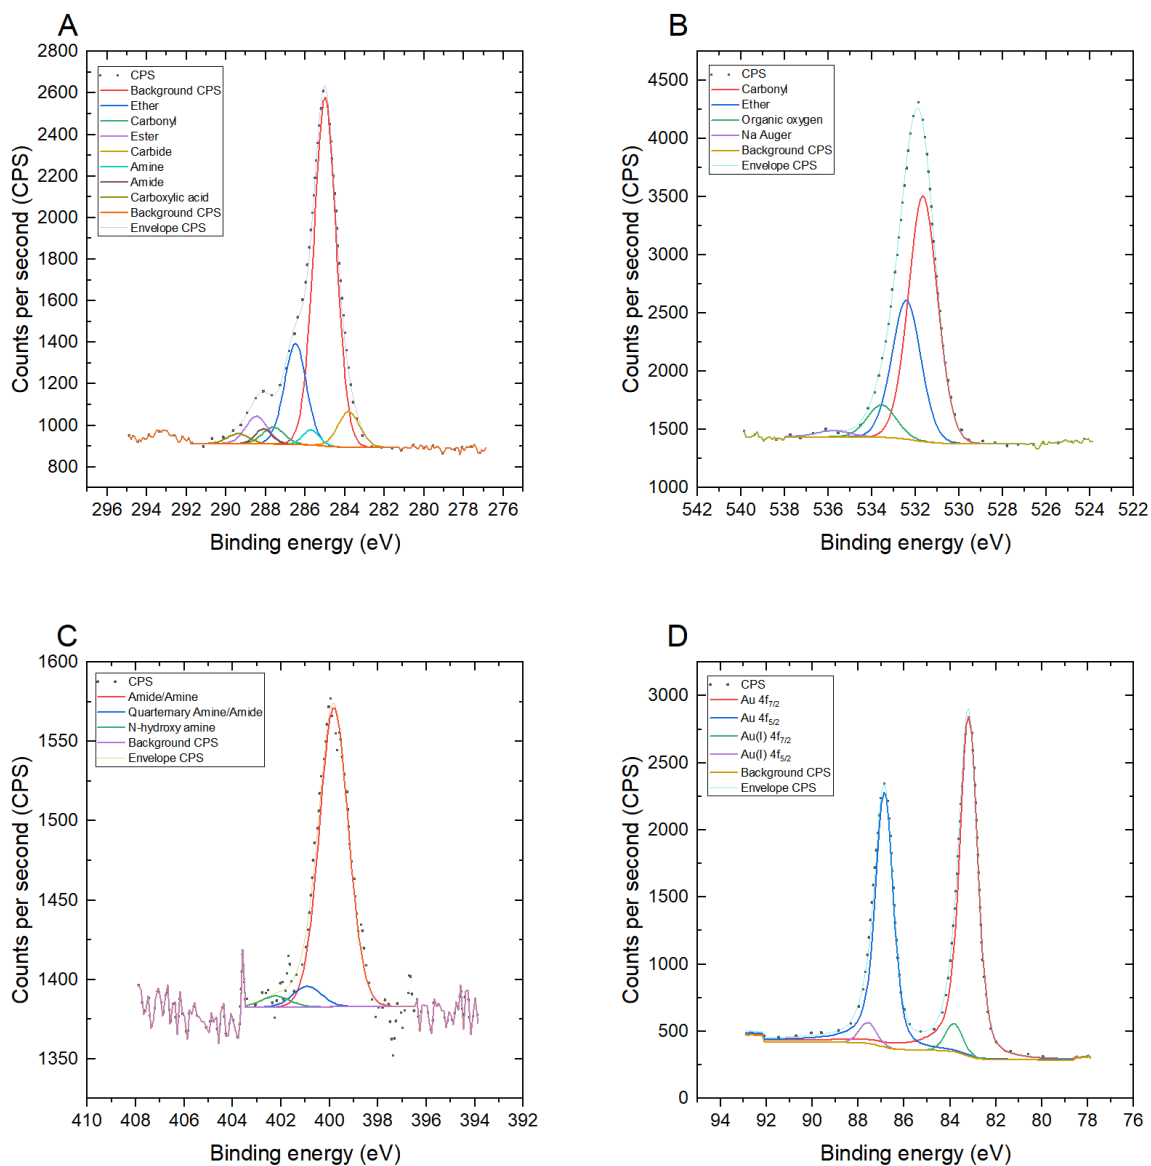 A
2800
2600
2400
2200
2000
1800
1600
1400
1200
1000
800
296 294 292 290 288 286 284 282 280 278 276
Counts per second (CPS)
Binding energy (eV)
CPS
Background CPS
Ether
Carbonyl
Ester
Carbide
Amine
Amide
Carboxylic acid
Background CPS
Envelope CPS
B
4500
4000
3500
3000
2500
2000
1500
1000
542 540 538 536 534 532 530 528 526 524 522
Counts per second (CPS)
Binding energy (eV)
CPS
Carbonyl
Ether
Organic oxygen
Na Auger
Background CPS
Envelope CPS
C
1600
1550
1500
1450
1400
1350
410 408 406 404 402 400 398 396 394 392
Counts per second (CPS)
Binding energy (eV)
CPS
Amide/Amine
Quarternary Amine/Amide
N-hydroxy amine
Background CPS
Envelope CPS
D
3000
2500
2000
1500
1000
500
0
94 92 90 88 86 84 82 80 78 76
Counts per second (CPS)
Binding energy (eV)
CPS
Au 4f7/2
Au 4f5/2
Au(I) 4f7/2
Au(I) 4f5/2
Background CPS
Envelope CPS